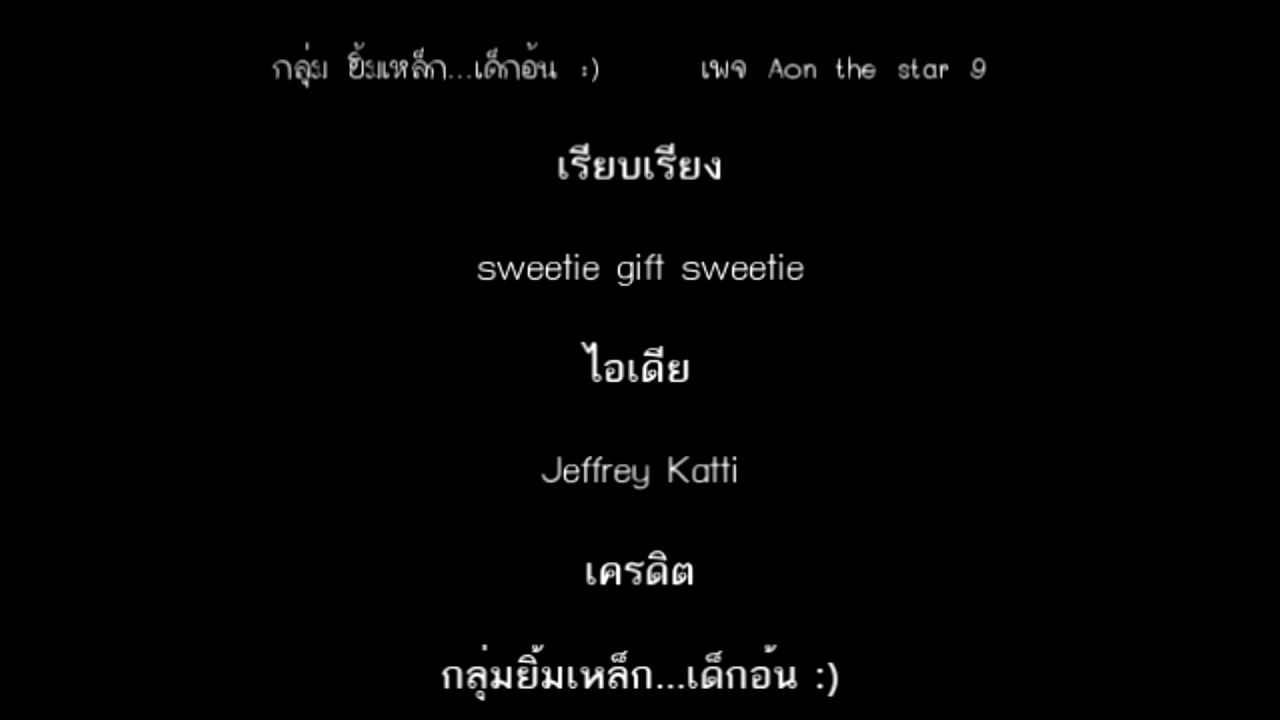 กลุ่ม ยิ้มเหล็ก...เด็กอ้น :) เพจ Aon the star 9
เรียบเรียง
sweetie gift sweetie
ไอเดีย
Jeffrey Katti
เครดิต
กลุ่มยิ้มเหล็ก...เด็กอ้น :)